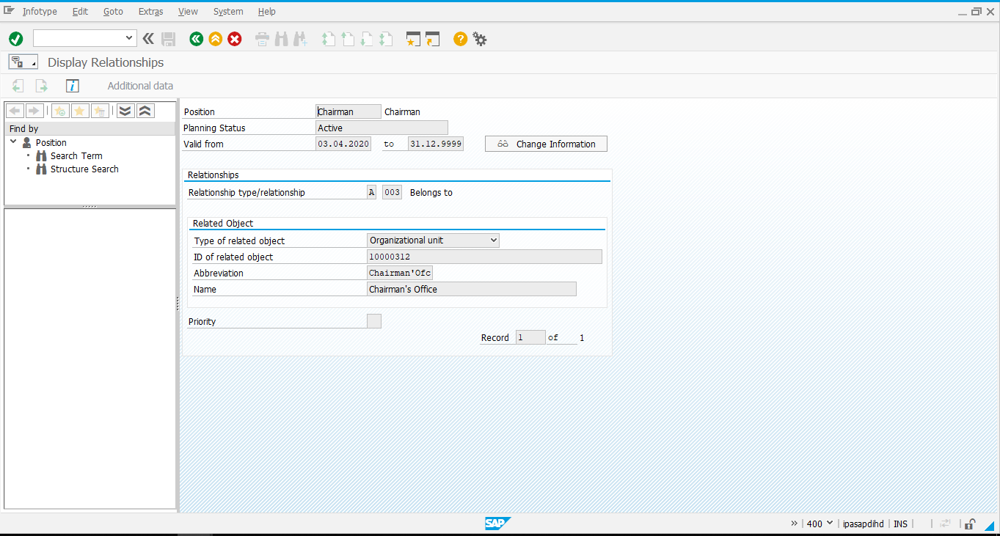 Infotype Edit Goto Extras View System Help
Display Relationships
Additional data
Find by
Position
Search Term
Structure Search
Position Chairman Chairman
Planning Status Active
Valid from 03.04.2020 to 31.12.9999 Change Information
Relationships
Relationship type/relationship A 003 Belongs to
Related Object
Type of related object Organizational unit
ID of related object 10000312
Abbreviation Chairman'Ofc
Name Chairman's Office
Priority
Record 1 of 1
SAP 400 ipasapdihd INS